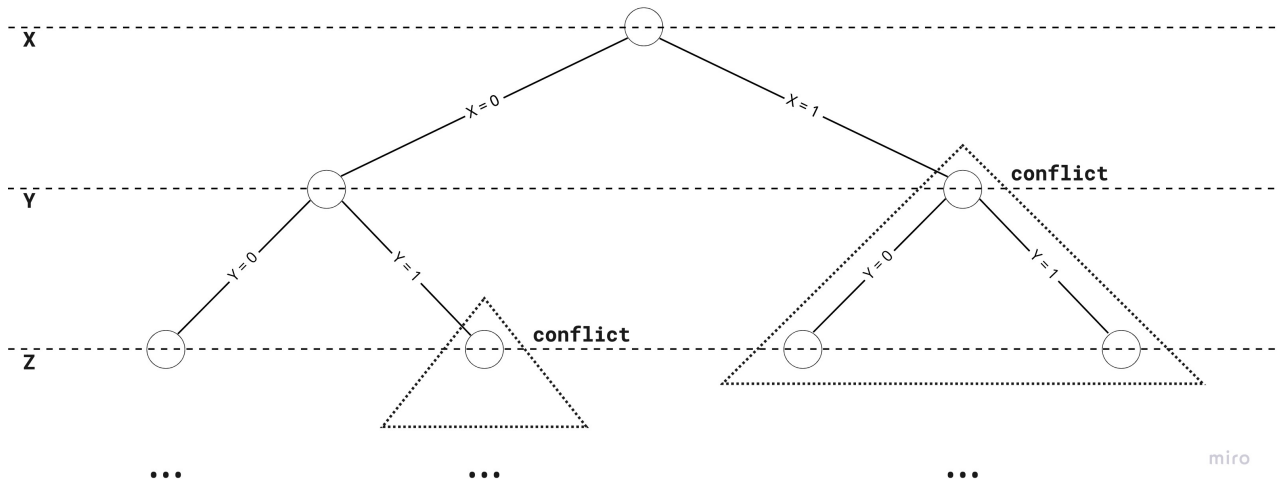 X
X = 0
X = 1
conflict
Y
Y = 0
Y = 1
Y = 0
Y = 1
conflict
Z
miro
... ... ...